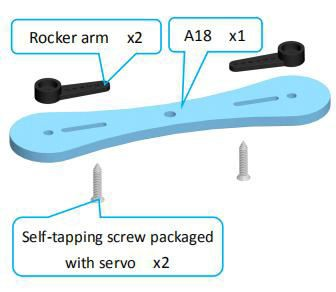 Rocker arm x2
A18 x1
Self-tapping screw packaged
with servo x2